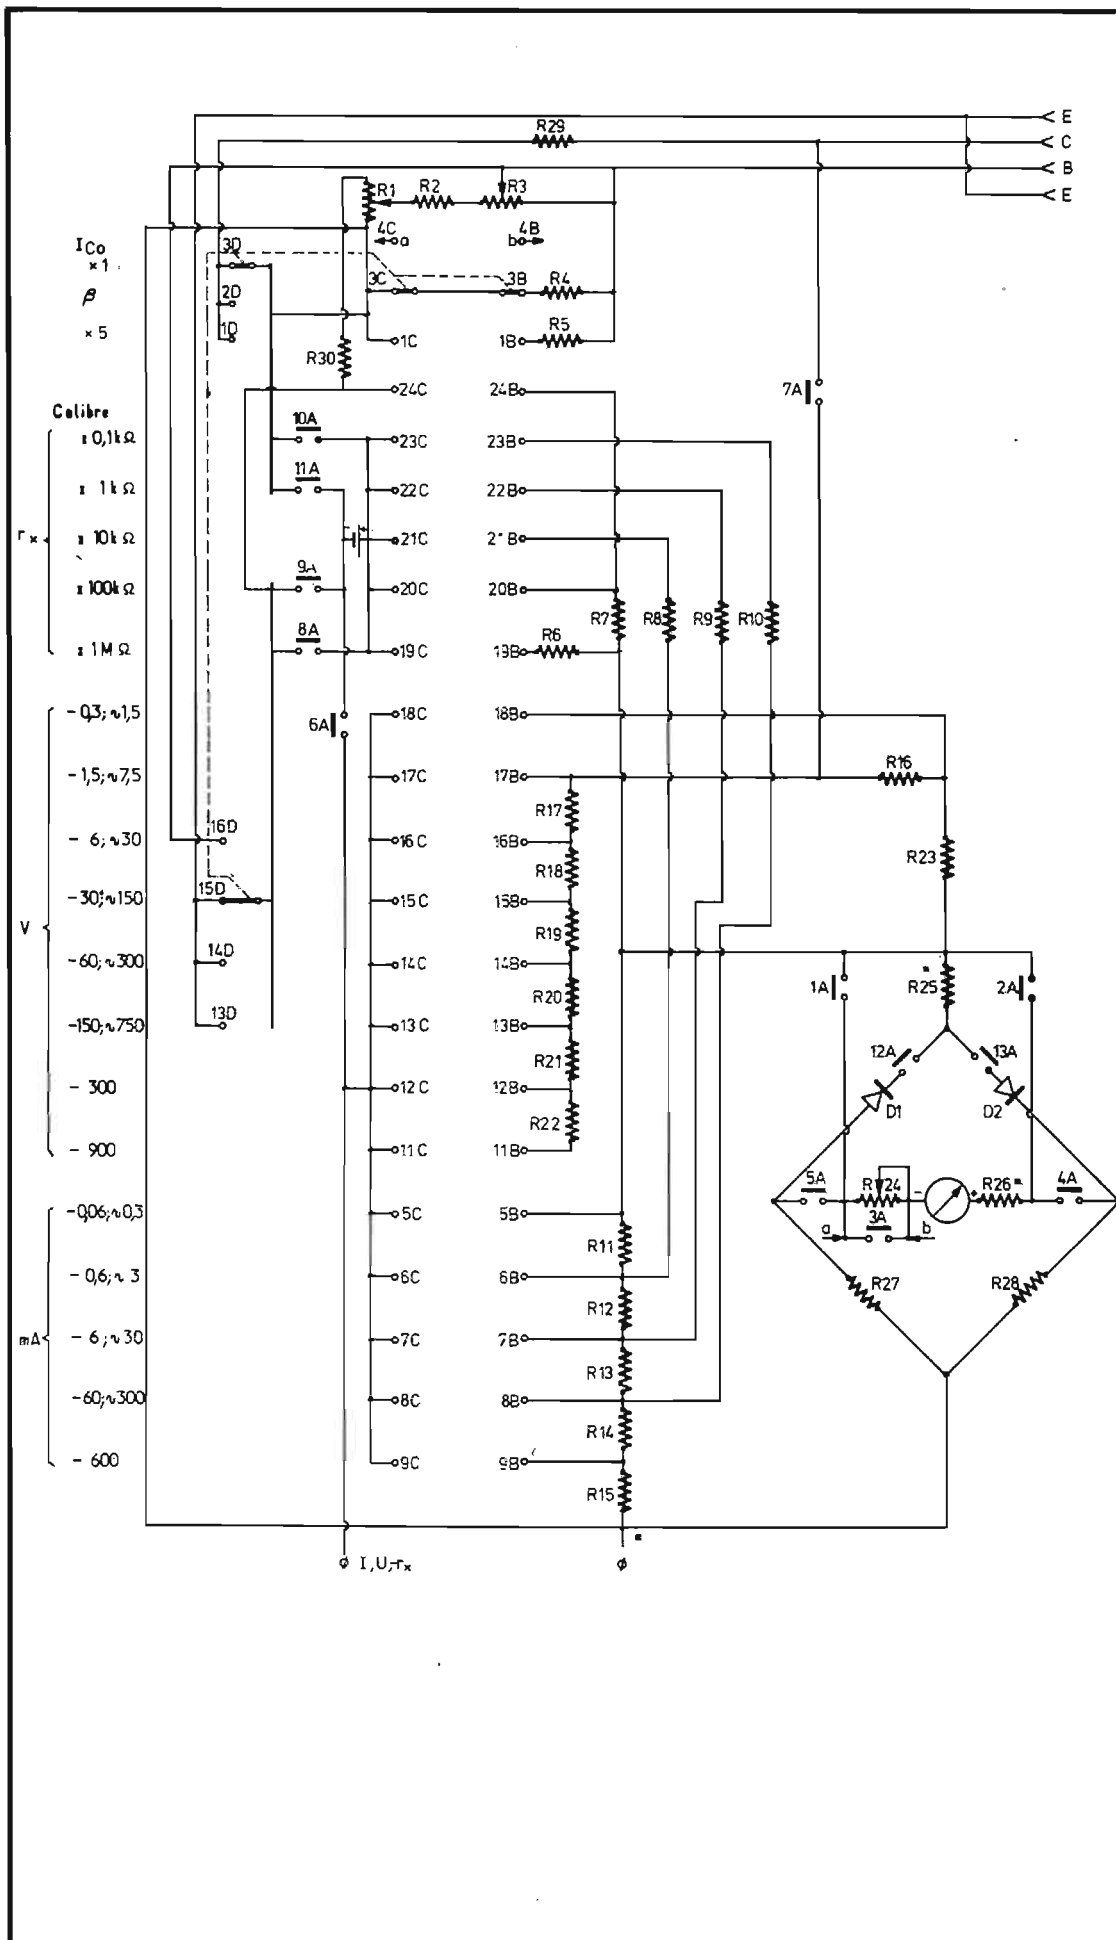 E
R29
C
B
R1 R2 R3
E
4C 4B
a b
I Co
× 1
3D
3C 3B R4
β
2D
× 5
1D
R5
1C 1B
R30
24C 24B
7A
Calibre
x 0,1kΩ 10A 23C 23B
x 1kΩ 11A 22C 22B
rx x 10kΩ 21C 21B
x 100kΩ 9A 20C 20B
R7 R8 R9 R10
x 1MΩ 8A 19C 19B R6
- 0,3; ~1,5 6A 18C 18B
- 1,5; ~7,5 17C 17B R16
R17
- 6; ~30 16D 16C 16B
R18 R23
- 30; ~150 15D 15C 15B
V
R19
- 60; ~300 14D 14C 14B
1A R25 2A
R20
- 150; ~750 13D 13C 13B
R21 12A 13A
- 300 12C 12B
D1 D2
R22
- 900 11C 11B
5A R24 - + R26 4A
- 0,06; ~0,3 5C 5B
3A
a b
R11
- 0,6; ~3 6C 6B
R27 R28
R12
mA - 6; ~30 7C 7B
R13
- 60; ~300 8C 8B
R14
- 600 9C 9B
R15
I, U, -rx